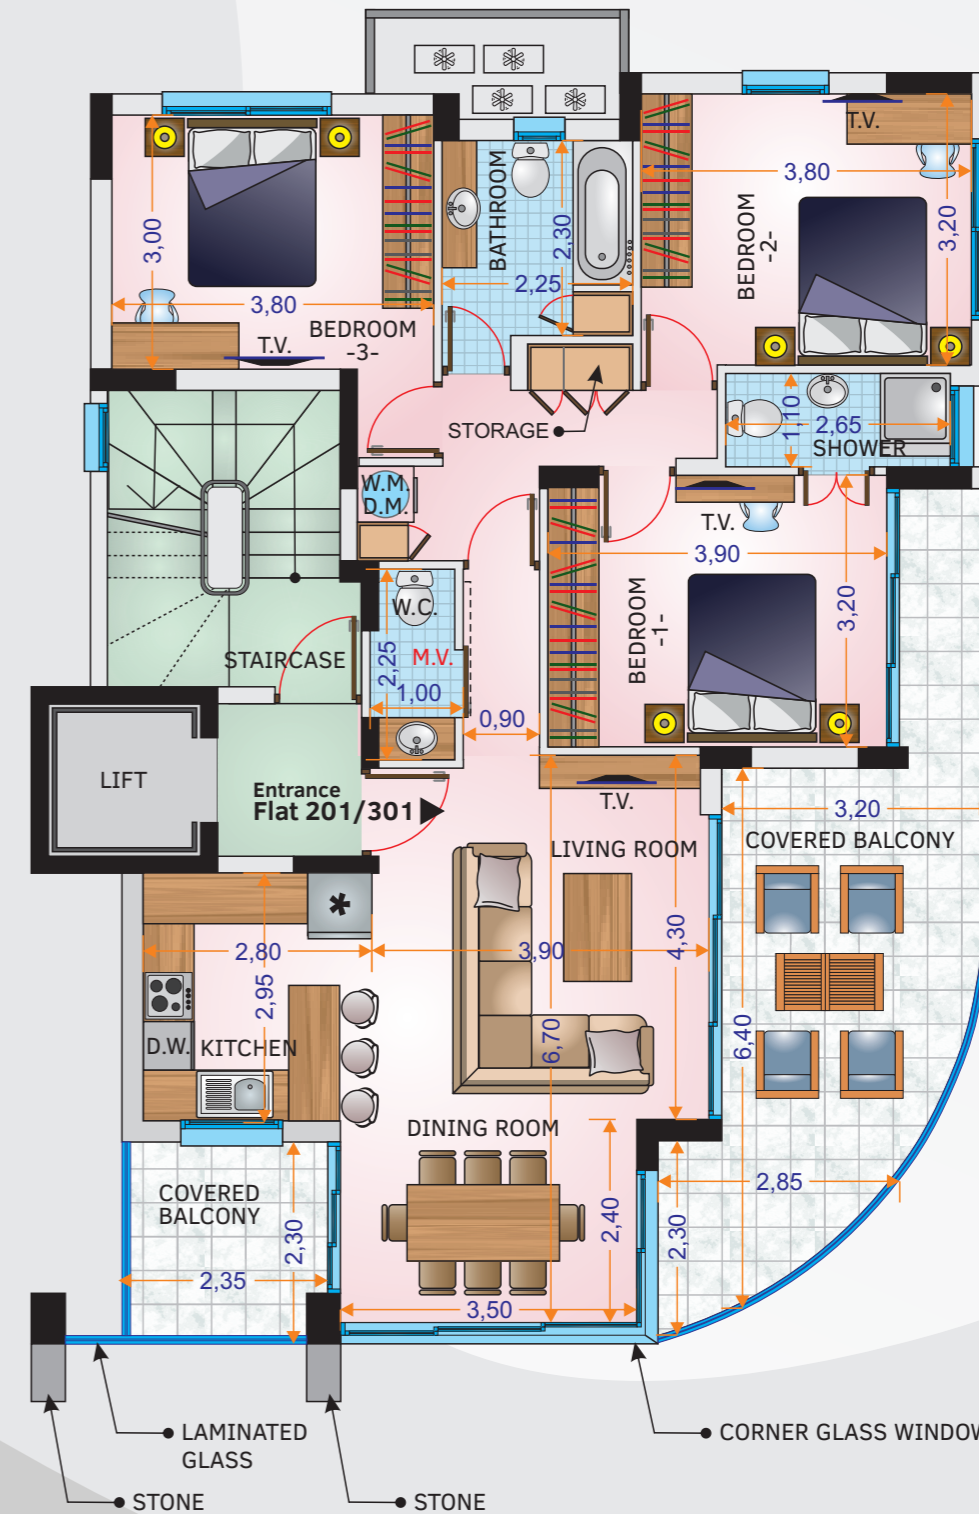 T.V.
3,80
BEDROOM
-2-
3,20
3,00
3,80
BEDROOM
-3-
T.V.
BATHROOM
2,30
2,25
STORAGE
1,10
2,65
SHOWER
W.M.
D.M.
T.V.
3,90
BEDROOM
-1-
3,20
W.C.
M.V.
2,25
1,00
0,90
STAIRCASE
LIFT
Entrance
Flat 201/301
T.V.
LIVING ROOM
3,20
COVERED BALCONY
2,80
2,95
3,90
4,30
6,70
6,40
D.W.
KITCHEN
DINING ROOM
COVERED
BALCONY
2,30
2,35
2,40
3,50
2,30
2,85
LAMINATED
GLASS
CORNER GLASS WINDOW
STONE
STONE